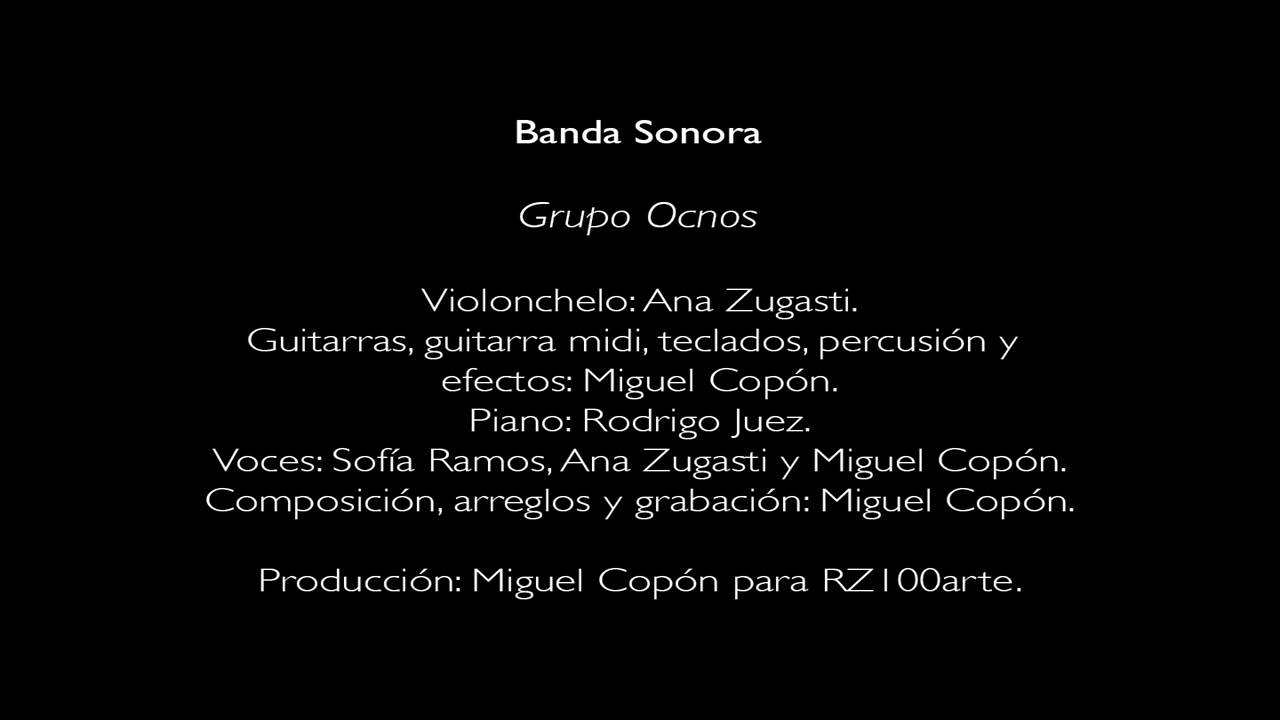 Banda Sonora
Grupo Ocnos
Violonchelo: Ana Zugasti.
Guitarras, guitarra midi, teclados, percusión y
efectos: Miguel Copón.
Piano: Rodrigo Juez.
Voces: Sofía Ramos, Ana Zugasti y Miguel Copón.
Composición, arreglos y grabación: Miguel Copón.
Producción: Miguel Copón para RZ100arte.